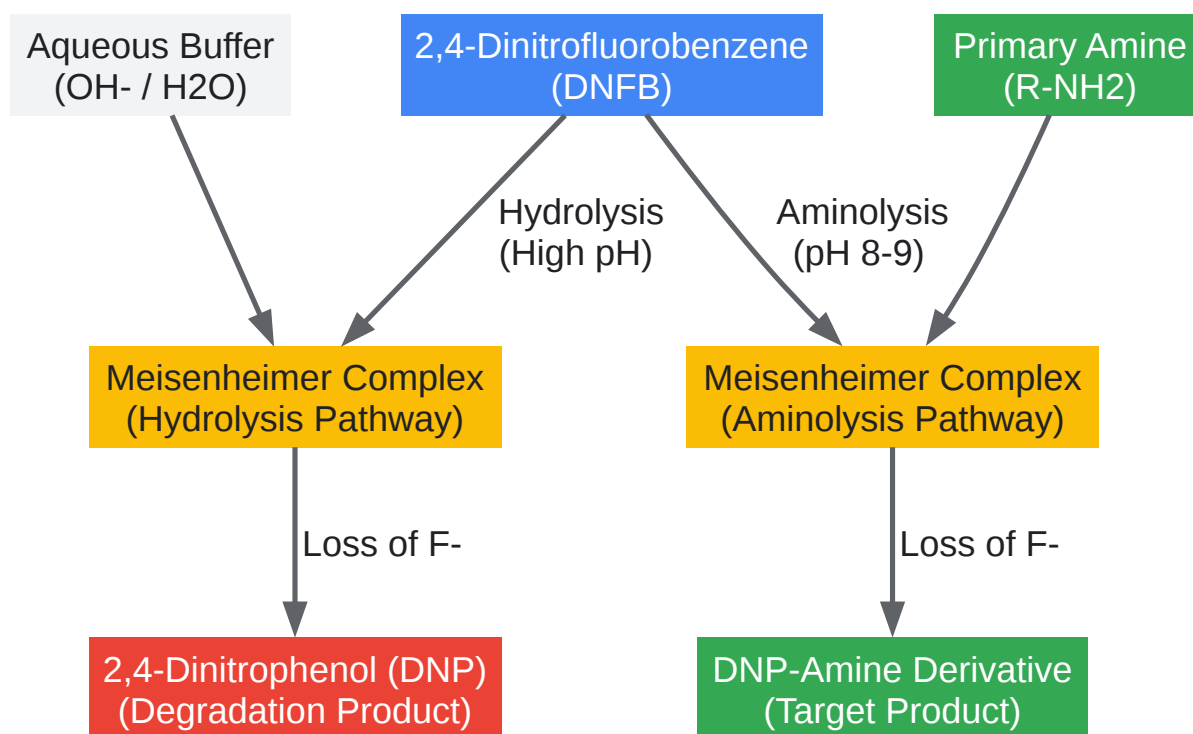 Aqueous Buffer
(OH- / H2O)
2,4-Dinitrofluorobenzene
(DNFB)
Primary Amine
(R-NH2)
Hydrolysis
(High pH)
Aminolysis
(pH 8-9)
Meisenheimer Complex
(Hydrolysis Pathway)
Meisenheimer Complex
(Aminolysis Pathway)
Loss of F-
Loss of F-
2,4-Dinitrophenol (DNP)
(Degradation Product)
DNP-Amine Derivative
(Target Product)